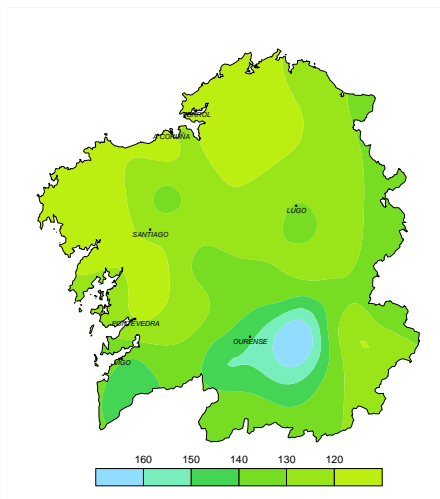 FERROL
A CORUÑA
LUGO
SANTIAGO
PONTEVEDRA
OURENSE
VIGO
160 150 140 130 120